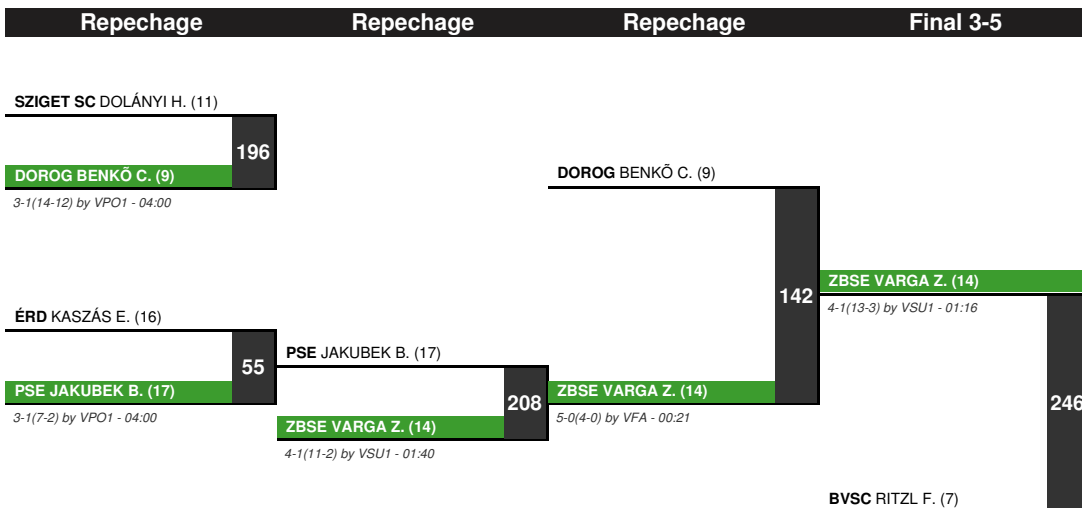 Repechage Repechage Repechage Final 3-5
SZIGET SC DOLÁNYI H. (11)
196
DOROG BENKÕ C. (9)
3-1(14-12) by VPO1 - 04:00
ÉRD KASZÁS E. (16)
55
PSE JAKUBEK B. (17)
3-1(7-2) by VPO1 - 04:00
PSE JAKUBEK B. (17)
208
ZBSE VARGA Z. (14)
4-1(11-2) by VSU1 - 01:40
DOROG BENKÕ C. (9)
142
ZBSE VARGA Z. (14)
5-0(4-0) by VFA - 00:21
ZBSE VARGA Z. (14)
4-1(13-3) by VSU1 - 01:16
246
BVSC RITZL F. (7)